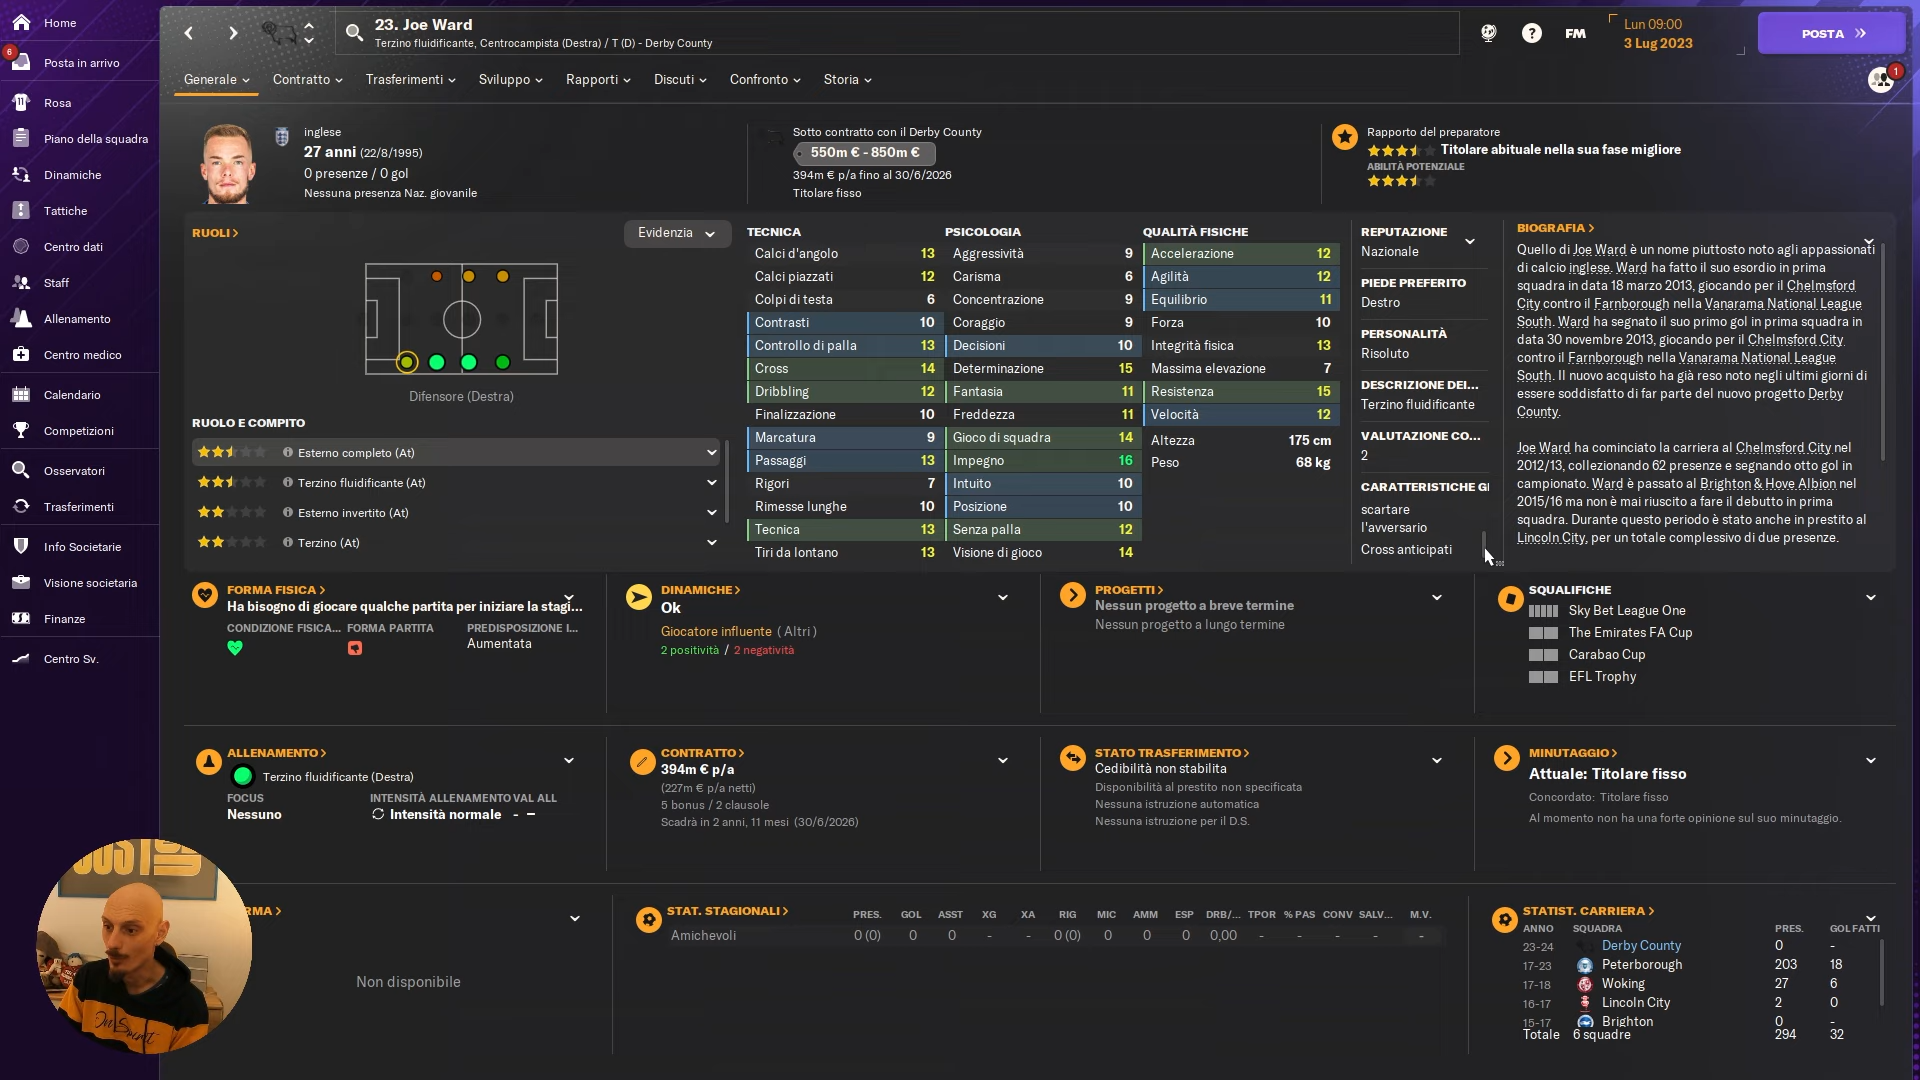 Home
6
Posta in arrivo
Rosa
Piano della squadra
Dinamiche
Tattiche
Centro dati
Staff
Allenamento
Centro medico
Calendario
Competizioni
Osservatori
Trasferimenti
Info Societarie
Visione societaria
Finanze
Centro Sv.
23. Joe Ward
Terzino fluidificante, Centrocampista (Destra) / T (D) - Derby County
FM
Lun 09:00
3 Lug 2023
POSTA
1
Generale
Contratto
Trasferimenti
Sviluppo
Rapporti
Discuti
Confronto
Storia
inglese
27 anni (22/8/1995)
0 presenze / 0 gol
Nessuna presenza Naz. giovanile
Sotto contratto con il Derby County
550m € - 850m €
394m € p/a fino al 30/6/2026
Titolare fisso
Rapporto del preparatore
Titolare abituale nella sua fase migliore
ABILITÀ POTENZIALE
RUOLI
Evidenzia
Difensore (Destra)
RUOLO E COMPITO
Esterno completo (At)
Terzino fluidificante (At)
Esterno invertito (At)
Terzino (At)
TECNICA
Calci d'angolo 13
Calci piazzati 12
Colpi di testa 6
Contrasti 10
Controllo di palla 13
Cross 14
Dribbling 12
Finalizzazione 10
Marcatura 9
Passaggi 13
Rigori 7
Rimesse lunghe 10
Tecnica 13
Tiri da lontano 13
PSICOLOGIA
Aggressività 9
Carisma 6
Concentrazione 9
Coraggio 9
Decisioni 10
Determinazione 15
Fantasia 11
Freddezza 11
Gioco di squadra 14
Impegno 16
Intuito 10
Posizione 10
Senza palla 12
Visione di gioco 14
QUALITÀ FISICHE
Accelerazione 12
Agilità 12
Equilibrio 11
Forza 10
Integrità fisica 13
Massima elevazione 7
Resistenza 15
Velocità 12
Altezza 175 cm
Peso 68 kg
REPUTAZIONE
Nazionale
PIEDE PREFERITO
Destro
PERSONALITÀ
Risoluto
DESCRIZIONE DEI...
Terzino fluidificante
VALUTAZIONE CO...
2
CARATTERISTICHE GI
scartare
l'avversario
Cross anticipati
BIOGRAFIA
Quello di Joe Ward è un nome piuttosto noto agli appassionati
di calcio inglese. Ward ha fatto il suo esordio in prima
squadra in data 18 marzo 2013, giocando per il Chelmsford
City contro il Farnborough nella Vanarama National League
South. Ward ha segnato il suo primo gol in prima squadra in
data 30 novembre 2013, giocando per il Chelmsford City
contro il Farnborough nella Vanarama National League
South. Il nuovo acquisto ha già reso noto negli ultimi giorni di
essere soddisfatto di far parte del nuovo progetto Derby
County.
Joe Ward ha cominciato la carriera al Chelmsford City nel
2012/13, collezionando 62 presenze e segnando otto gol in
campionato. Ward è passato al Brighton & Hove Albion nel
2015/16 ma non è mai riuscito a fare il debutto in prima
squadra. Durante questo periodo è stato anche in prestito al
Lincoln City, per un totale complessivo di due presenze.
FORMA FISICA
Ha bisogno di giocare qualche partita per iniziare la stagi...
CONDIZIONE FISICA... FORMA PARTITA PREDISPOSIZIONE I...
Aumentata
DINAMICHE
Ok
Giocatore influente ( Altri )
2 positività / 2 negatività
PROGETTI
Nessun progetto a breve termine
Nessun progetto a lungo termine
SQUALIFICHE
Sky Bet League One
The Emirates FA Cup
Carabao Cup
EFL Trophy
ALLENAMENTO
Terzino fluidificante (Destra)
FOCUS INTENSITÀ ALLENAMENTO VAL ALL
Nessuno Intensità normale - –
CONTRATTO
394m € p/a
(227m € p/a netti)
5 bonus / 2 clausole
Scadrà in 2 anni, 11 mesi (30/6/2026)
STATO TRASFERIMENTO
Cedibilità non stabilita
Disponibilità al prestito non specificata
Nessuna istruzione automatica
Nessuna istruzione per il D.S.
MINUTAGGIO
Attuale: Titolare fisso
Concordato: Titolare fisso
Al momento non ha una forte opinione sul suo minutaggio.
RMA
Non disponibile
STAT. STAGIONALI PRES. GOL ASST XG XA RIG MIC AMM ESP DRB/... TPOR % PAS CONV SALV... M.V.
Amichevoli 0 (0) 0 0 - - 0 (0) 0 0 0 0,00 - - - - -
STATIST. CARRIERA
ANNO SQUADRA PRES. GOL FATTI
23-24 Derby County 0 -
17-23 Peterborough 203 18
17-18 Woking 27 6
16-17 Lincoln City 2 0
15-17 Brighton 0 -
Totale 6 squadre 294 32